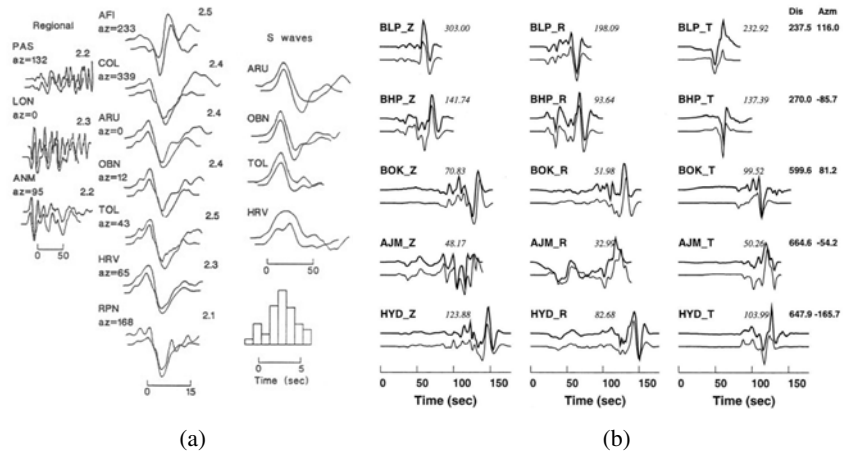 Regional
PAS
az=132
2.2
LON
az=0
2.3
ANM
az=95
2.2
0 50
AFI
az=233
2.5
COL
az=339
2.4
ARU
az=0
2.4
OBN
az=12
2.4
TOL
az=43
2.5
HRV
az=65
2.3
RPN
az=168
2.1
0 15
S waves
ARU
OBN
TOL
HRV
0 50
0 5
Time (sec)
(a)
Dis Azm
BLP_Z 303.00 BLP_R 198.09 BLP_T 232.92 237.5 116.0
BHP_Z 141.74 BHP_R 93.64 BHP_T 137.39 270.0 -85.7
BOK_Z 70.83 BOK_R 51.98 BOK_T 99.52 599.6 81.2
AJM_Z 48.17 AJM_R 32.99 AJM_T 50.26 664.6 -54.2
HYD_Z 123.88 HYD_R 82.68 HYD_T 103.99 647.9 -165.7
0 50 100 150 0 50 100 150 0 50 100 150
Time (sec) Time (sec) Time (sec)
(b)